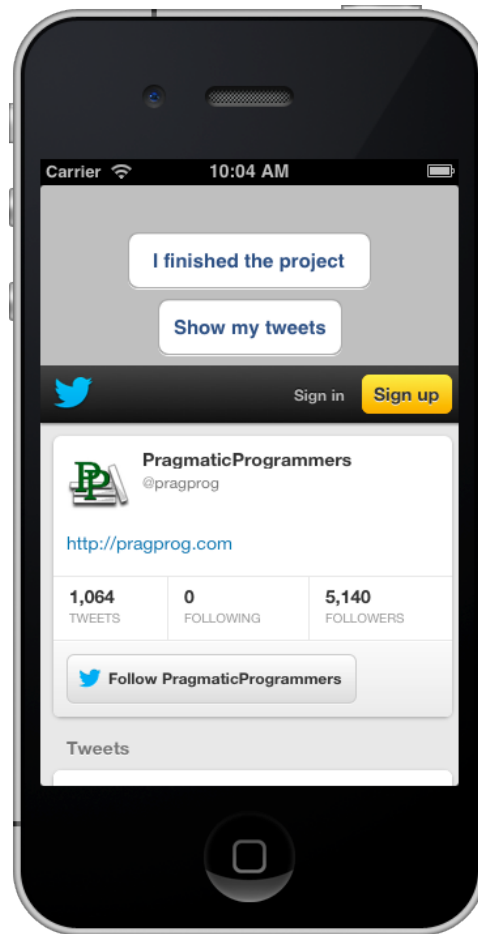 Carrier 10:04 AM
I finished the project
Show my tweets
Sign in Sign up
PP
PragmaticProgrammers
@pragprog
http://pragprog.com
1,064 0 5,140
TWEETS FOLLOWING FOLLOWERS
Follow PragmaticProgrammers
Tweets